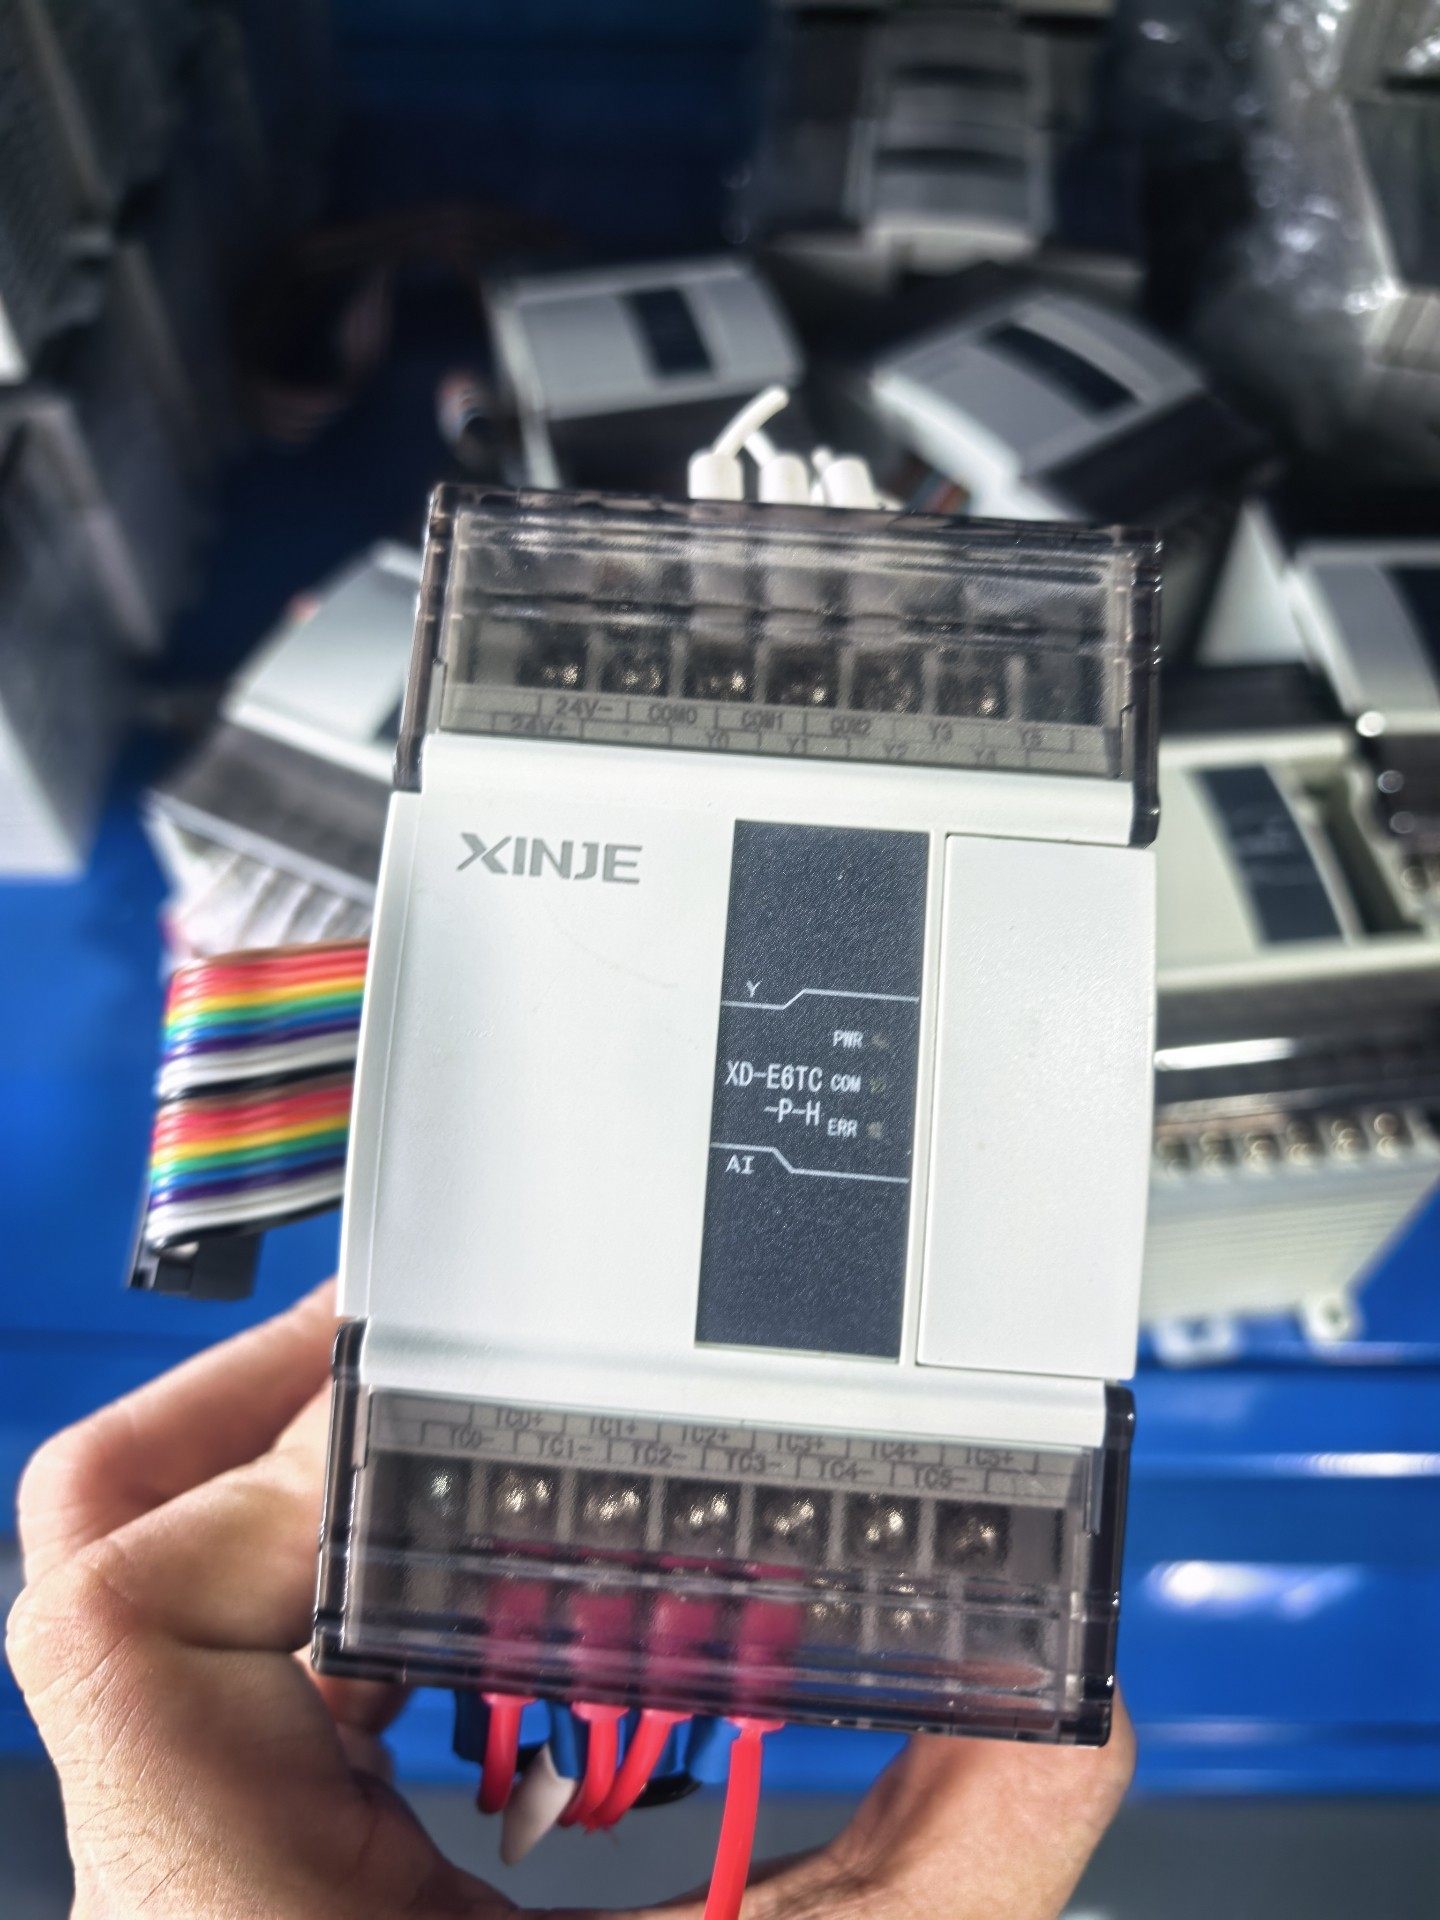 24V- COM0 COM1 COM2 Y3 Y5
24V+ · Y0 Y1 Y2 Y4
XINJE
Y
PWR
XD-E6TC COM
-P-H ERR
AI
TC0+ TC1+ TC2+ TC3+ TC4+ TC5+
TC0- TC1- TC2- TC3- TC4- TC5-